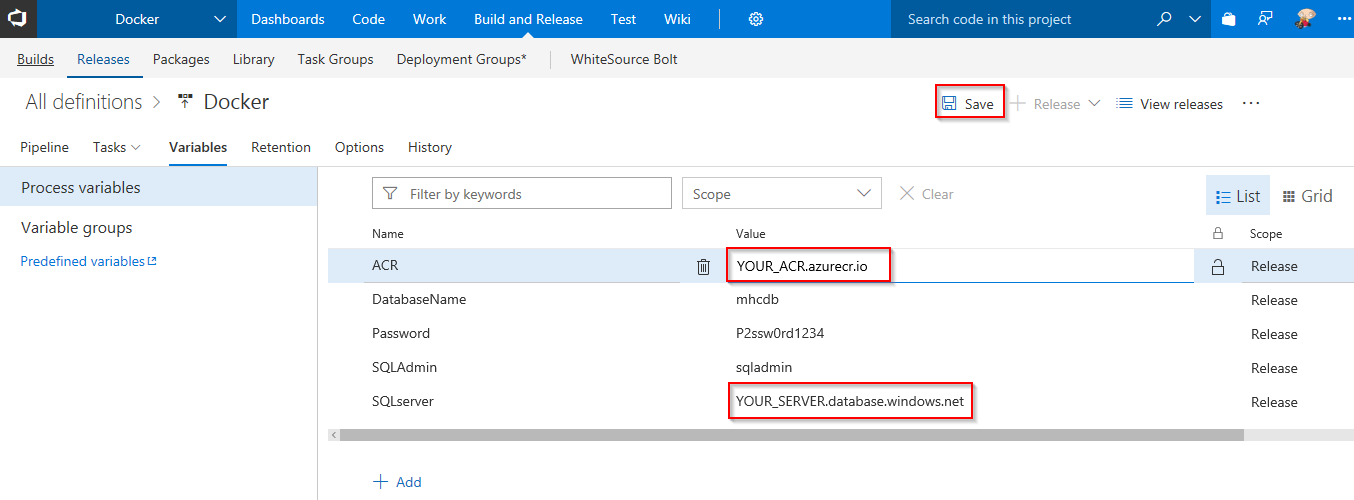 Docker Dashboards Code Work Build and Release Test Wiki Search code in this project ...
Builds Releases Packages Library Task Groups Deployment Groups* WhiteSource Bolt
All definitions > Docker Save Release View releases ...
Pipeline Tasks Variables Retention Options History
Process variables
Variable groups
Predefined variables
Filter by keywords Scope Clear List Grid
Name Value Scope
ACR YOUR_ACR.azurecr.io Release
DatabaseName mhcdb Release
Password P2ssw0rd1234 Release
SQLAdmin sqladmin Release
SQLserver YOUR_SERVER.database.windows.net Release
+ Add